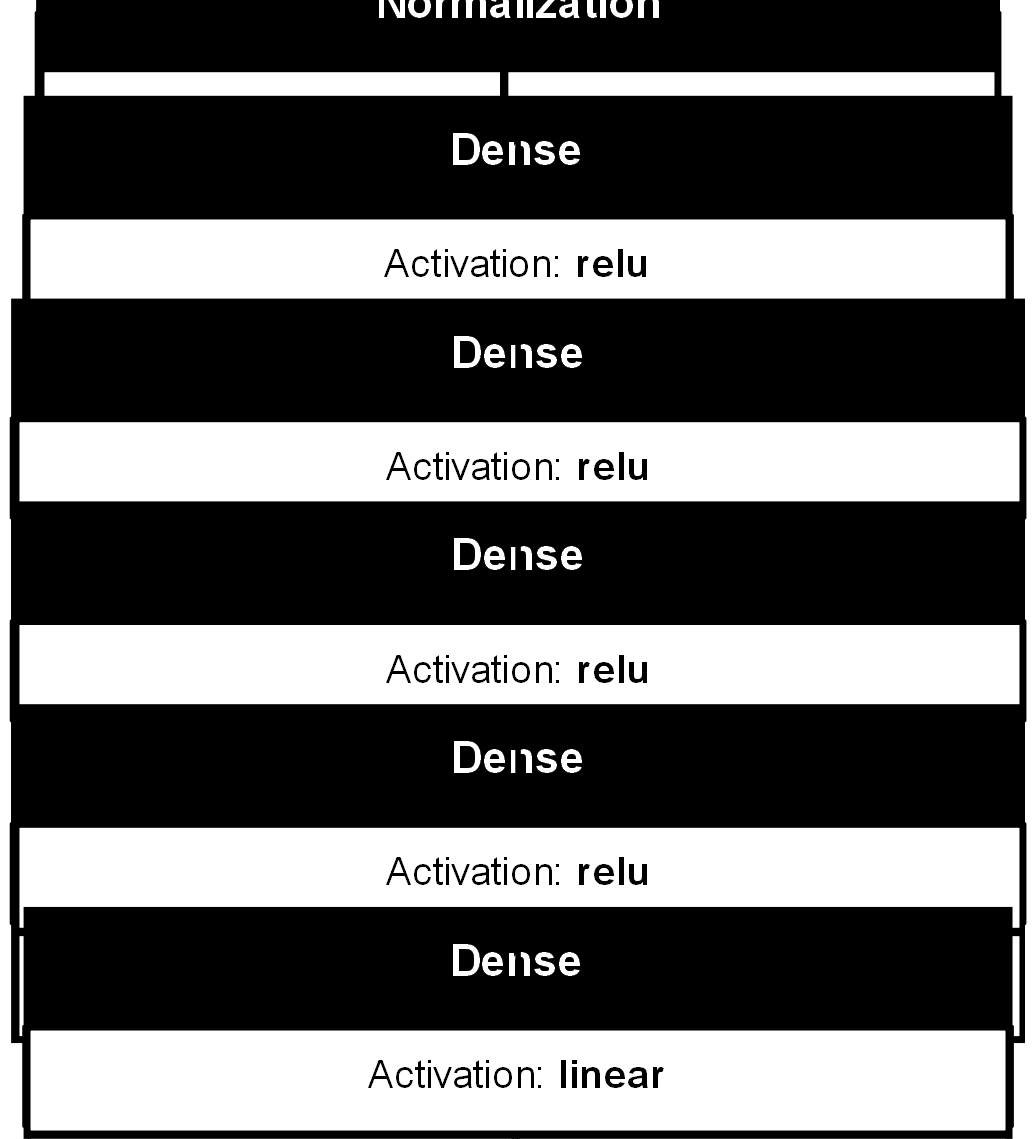 Normalization
Dense
Activation: relu
Dense
Activation: relu
Dense
Activation: relu
Dense
Activation: relu
Dense
Activation: linear